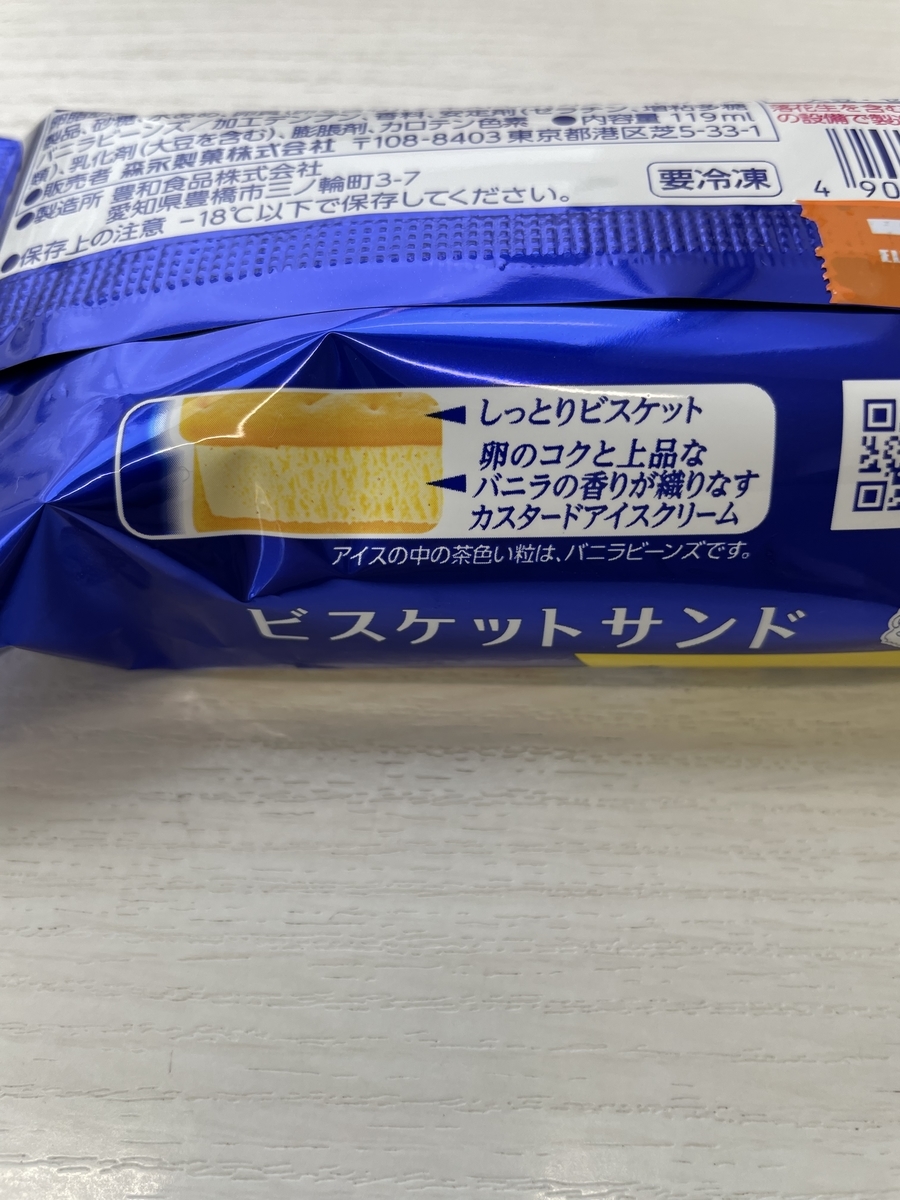 製品、砂糖、
バニラビーンズ/加工デンプン、香料、安定剤(ゼラチン、増粘多糖
類)、乳化剤(大豆を含む)、膨脹剤、カロテン色素 ●内容量 119ml
●販売者 森永製菓株式会社 〒108-8403 東京都港区芝5-33-1
●製造所 豊和食品株式会社
愛知県豊橋市三ノ輪町3-7
●保存上の注意 -18℃以下で保存してください。
要冷凍
落花生を含む
の設備で製造
4 90
しっとりビスケット
卵のコクと上品な
バニラの香りが織りなす
カスタードアイスクリーム
アイスの中の茶色い粒は、バニラビーンズです。
ビスケットサンド